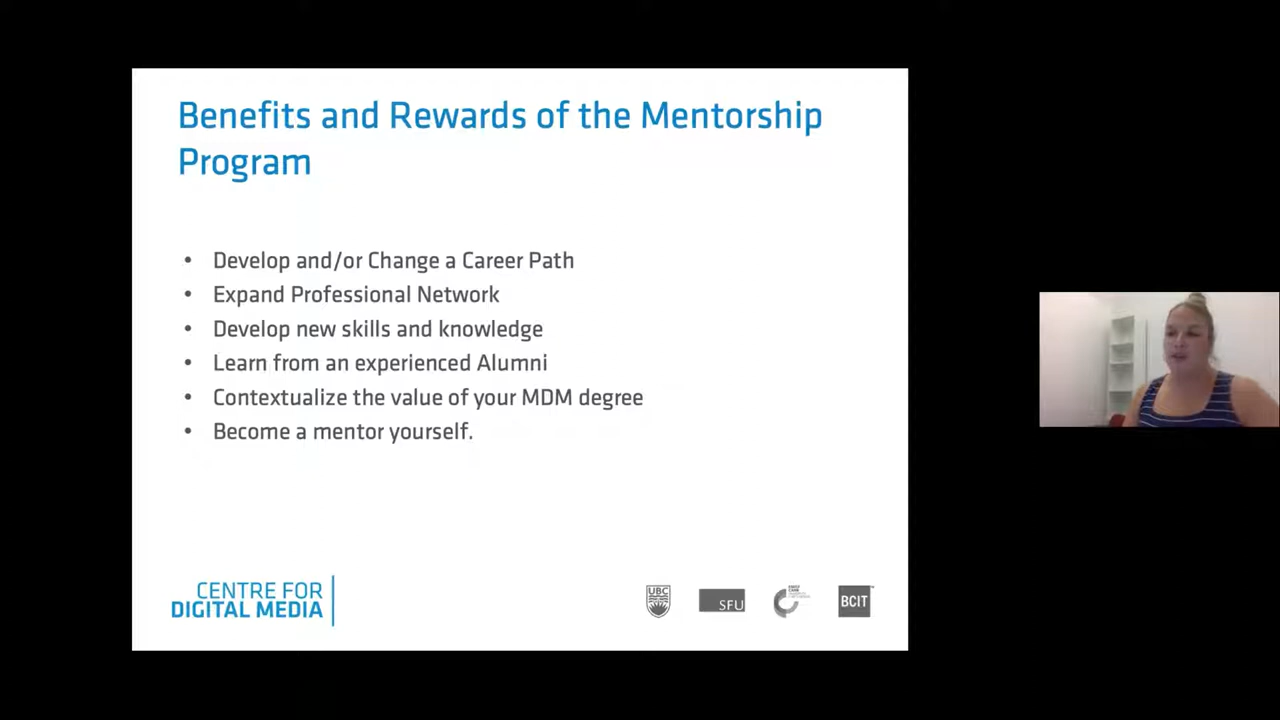 Benefits and Rewards of the Mentorship
Program
• Develop and/or Change a Career Path
• Expand Professional Network
• Develop new skills and knowledge
• Learn from an experienced Alumni
• Contextualize the value of your MDM degree
• Become a mentor yourself.
CENTRE FOR
DIGITAL MEDIA
UBC
SFU
BCIT